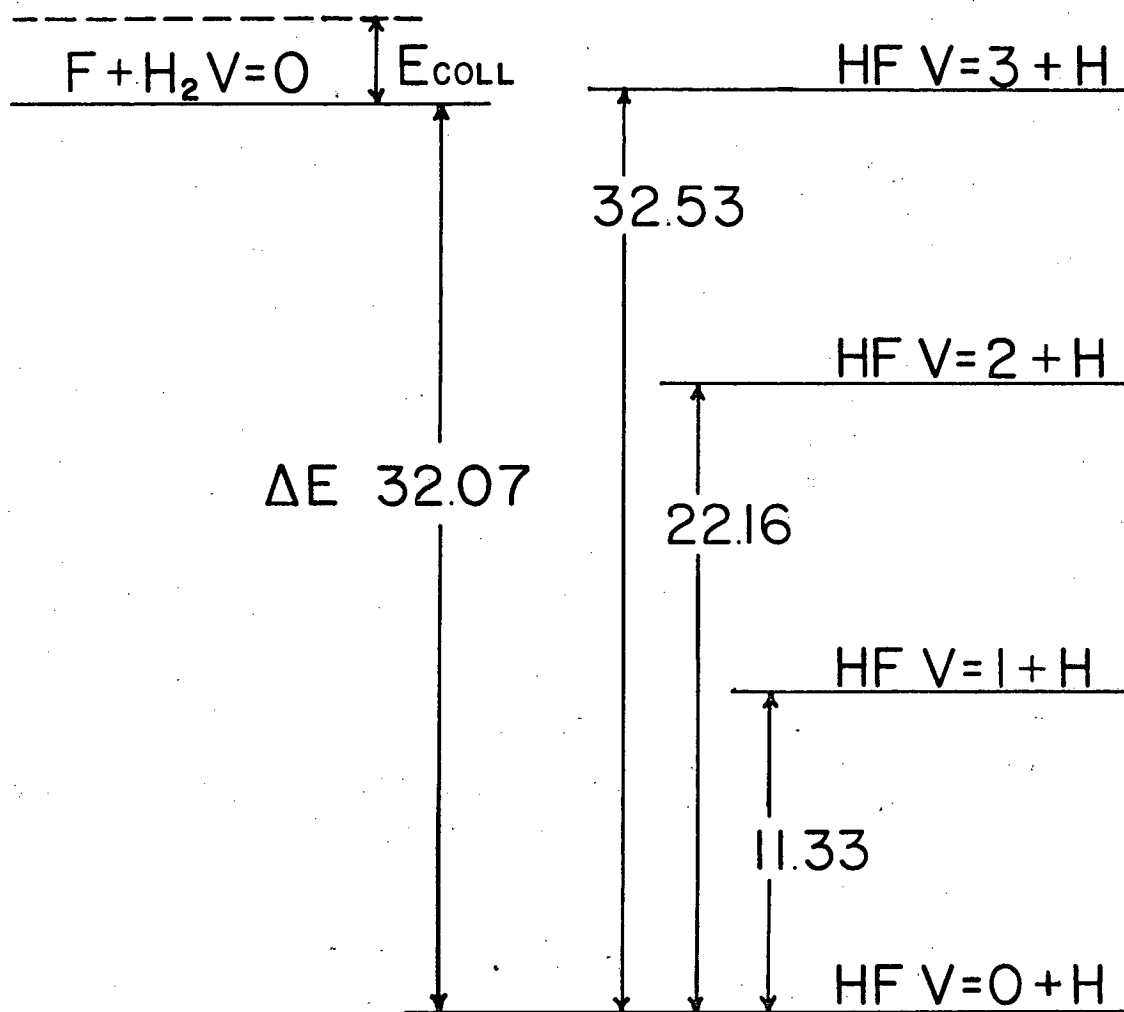 F + H₂ V=0
ECOLL
HF V=3 + H
32.53
HF V=2 + H
ΔE 32.07
22.16
HF V=1 + H
11.33
HF V=0 + H